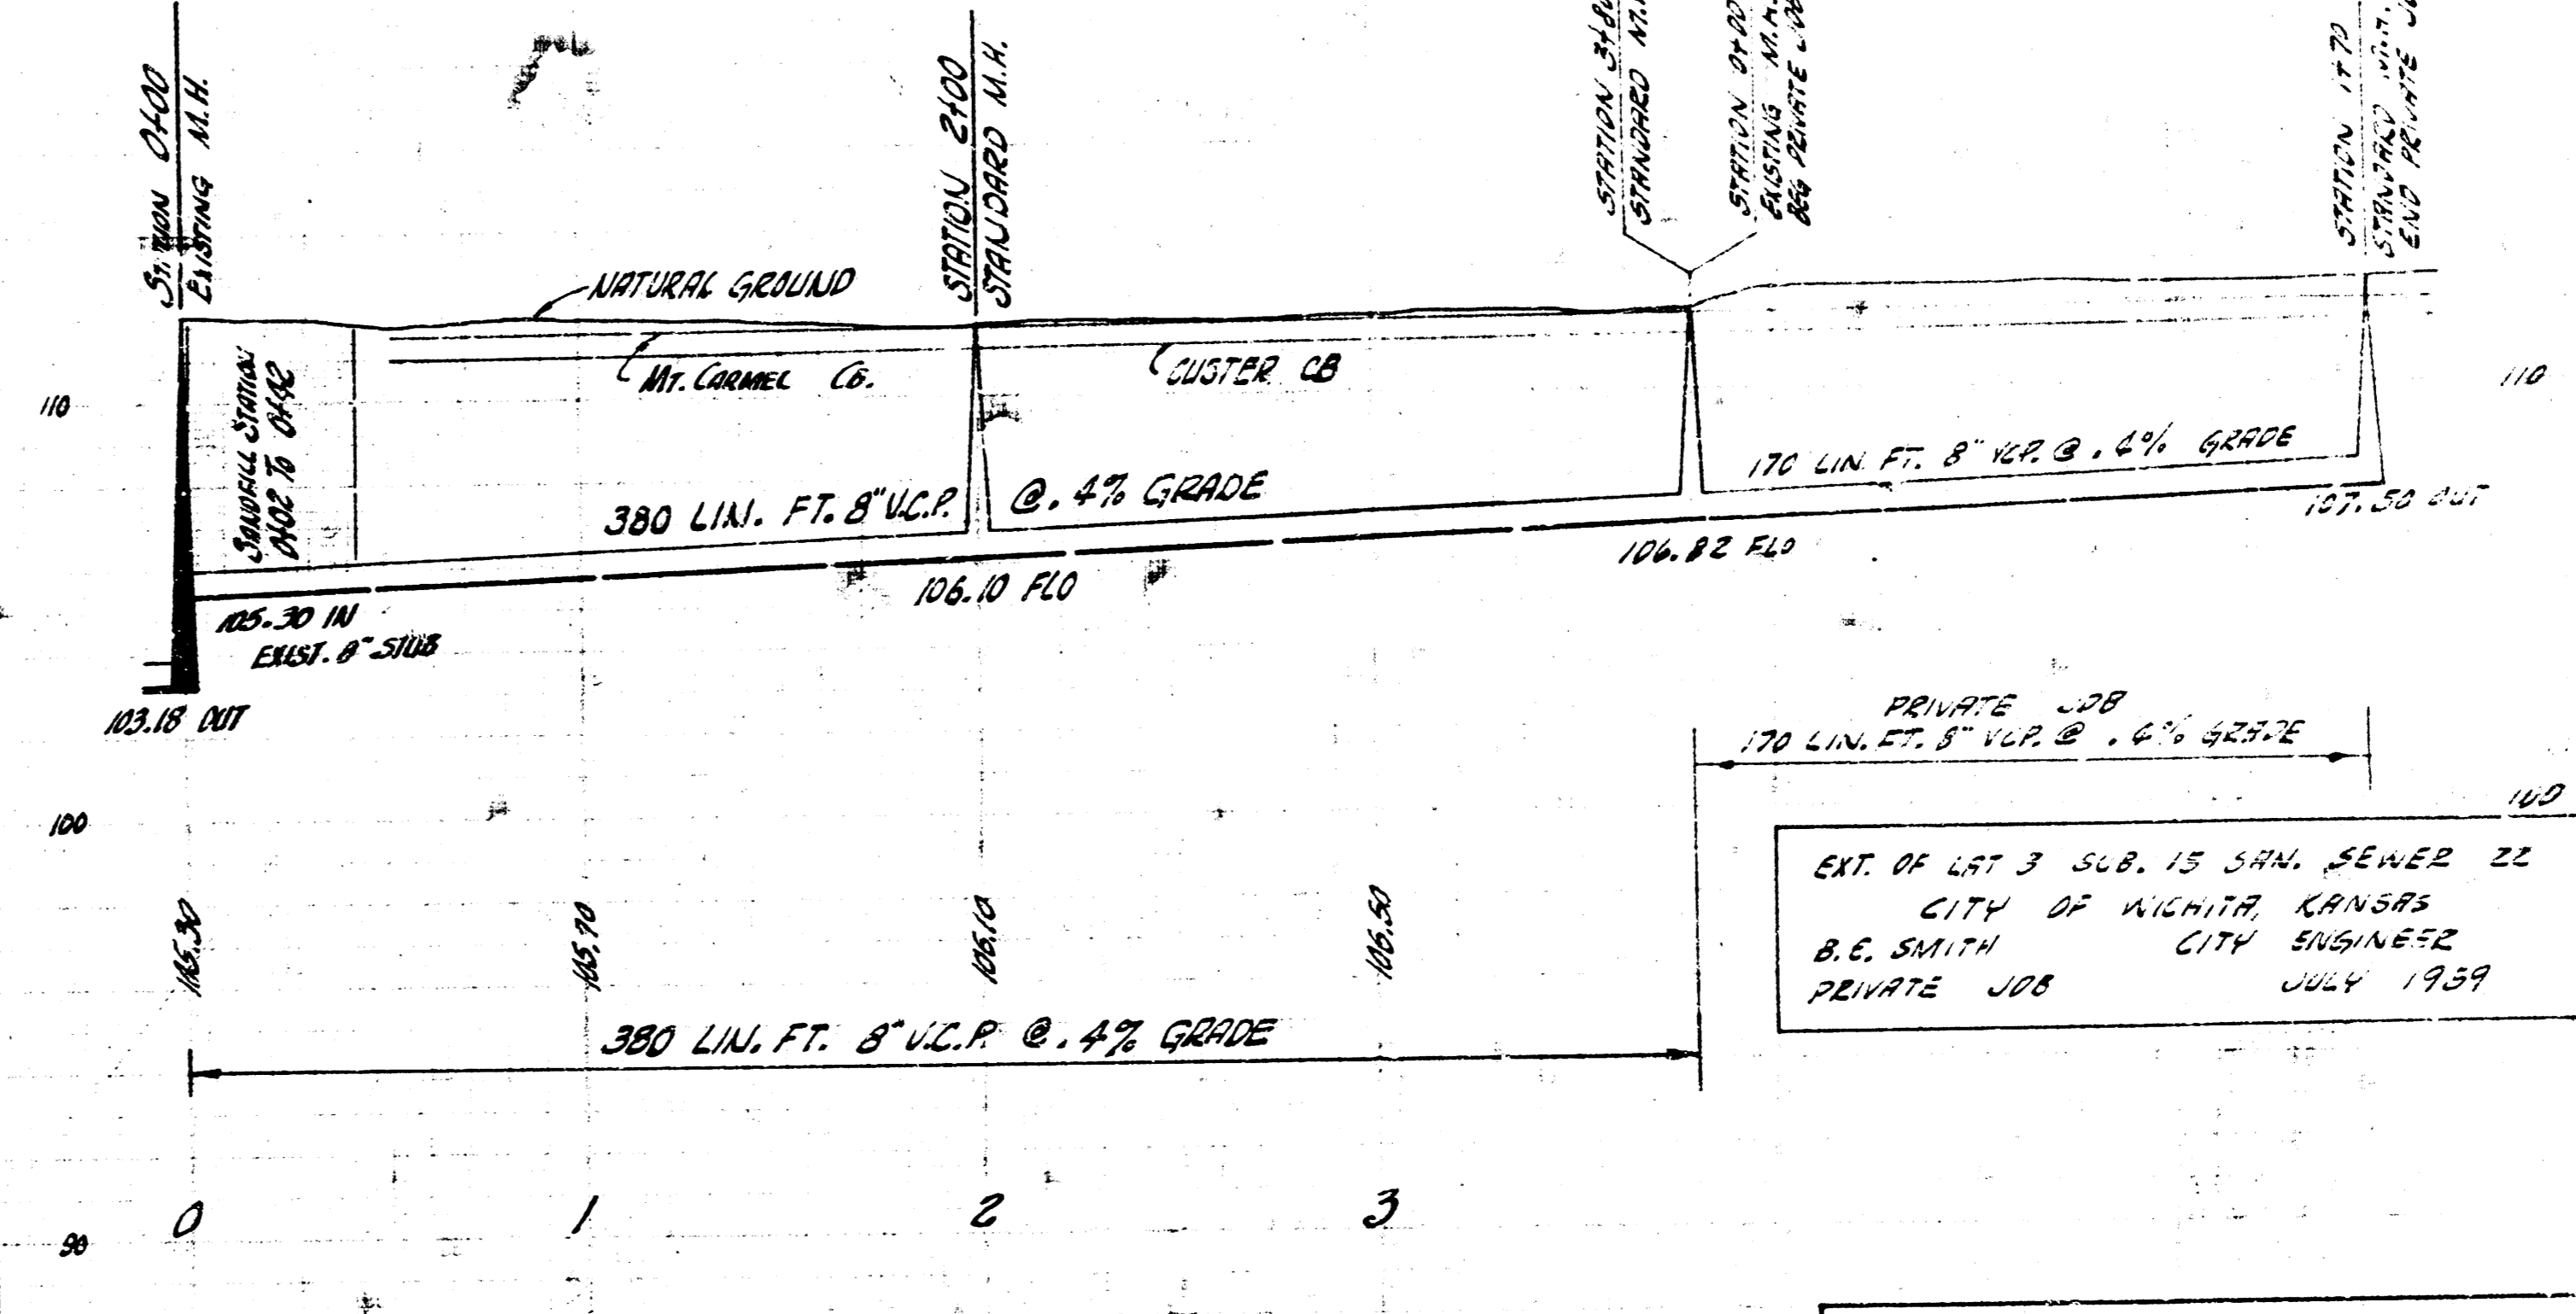 STATION 0+00
EXISTING M.H.
STATION 2+00
STANDARD M.H.
STATION 3+80
STANDARD M.H.
STATION 0+00
EXISTING M.H.
BEG PRIVATE JOB
STATION 1+70
STANDARD M.H.
END PRIVATE JOB
NATURAL GROUND
MT. CARMEL CB.
CUSTER CB
SANDFILL STATION
0+02 TO 0+42
110
110
380 LIN. FT. 8" V.C.P. @ .4% GRADE
170 LIN. FT. 8" VCP. @ .4% GRADE
107.50 OUT
106.82 FLO
106.10 FLO
105.30 IN
EXIST. 8" STUB
103.18 OUT
PRIVATE JOB
170 LIN. FT. 8" VCP. @ .4% GRADE
100
100
EXT. OF LAT 3 SUB. 15 SAN. SEWER 22
CITY OF WICHITA, KANSAS
B.E. SMITH CITY ENGINEER
PRIVATE JOB JULY 1959
105.30
105.70
106.10
106.50
380 LIN. FT. 8" V.C.P. @ .4% GRADE
0 1 2 3
90